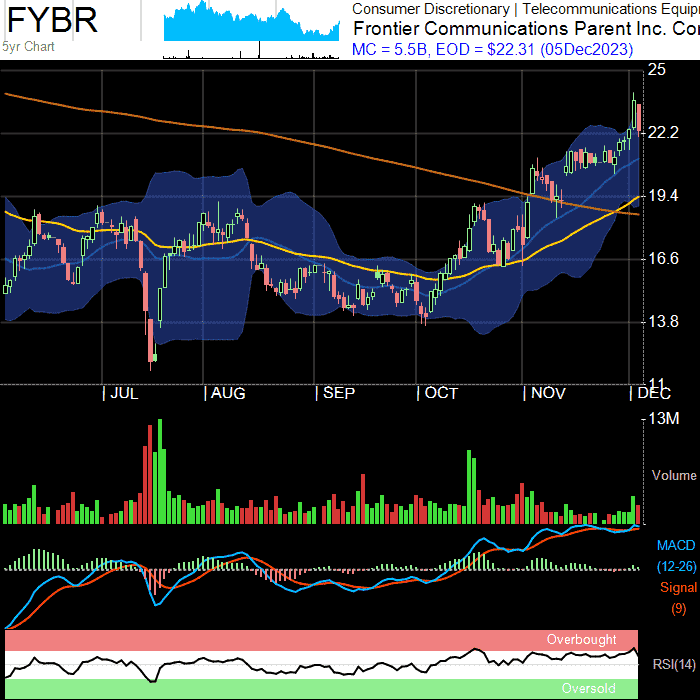 FYBR
5yr Chart
Consumer Discretionary | Telecommunications Equip
Frontier Communications Parent Inc. Co
MC = 5.5B, EOD = $22.31 (05Dec2023)
25
22.2
19.4
16.6
13.8
11
JUL
AUG
SEP
OCT
NOV
DEC
13M
Volume
MACD
(12-26)
Signal
(9)
Overbought
RSI(14)
Oversold